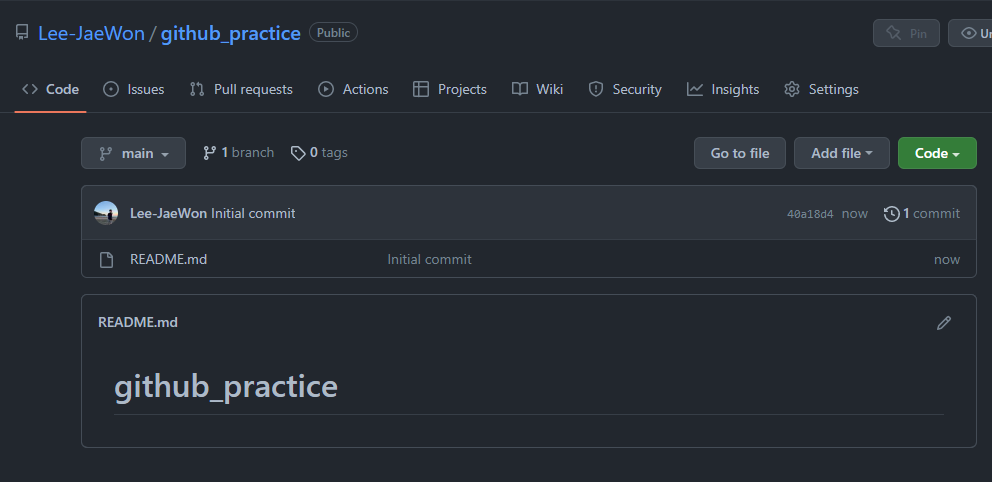 Lee-JaeWon / github_practice Public Pin
Code Issues Pull requests Actions Projects Wiki Security Insights Settings
main 1 branch 0 tags Go to file Add file Code
Lee-JaeWon Initial commit 40a18d4 now 1 commit
README.md Initial commit now
README.md
github_practice